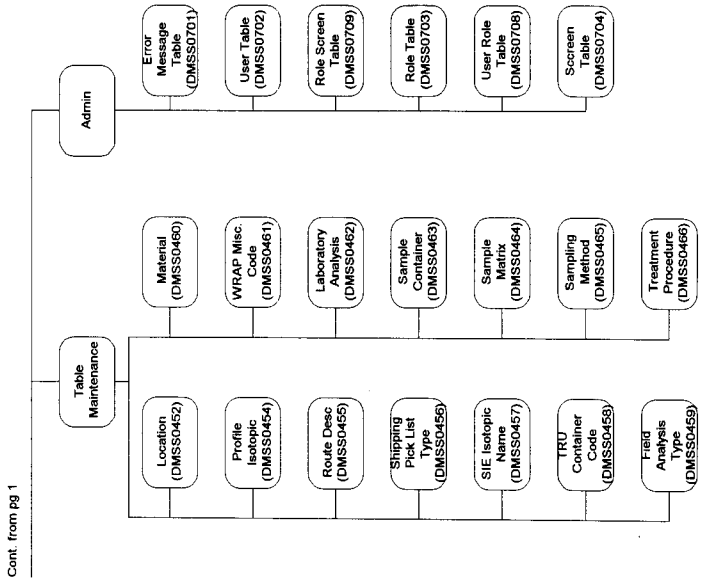 Cont. from pg 1
Table
Maintenance
Location
(DMSS0452)
Profile
Isotopic
(DMSS0454)
Route Desc
(DMSS0455)
Shipping
Pick List
Type
(DMSS0456)
SIE Isotopic
Name
(DMSS0457)
TRU
Container
Code
(DMSS0458)
Field
Analysis
Type
(DMSS0459)
Material
(DMSS0460)
WRAP Misc.
Code
(DMSS0461)
Laboratory
Analysis
(DMSS0462)
Sample
Container
(DMSS0463)
Sample
Matrix
(DMSS0464)
Sampling
Method
(DMSS0465)
Treatment
Procedure
(DMSS0466)
Admin
Error
Message
Table
(DMSS0701)
User Table
(DMSS0702)
Role Screen
Table
(DMSS0709)
Role Table
(DMSS0703)
User Role
Table
(DMSS0708)
Sccreen
Table
(DMSS0704)